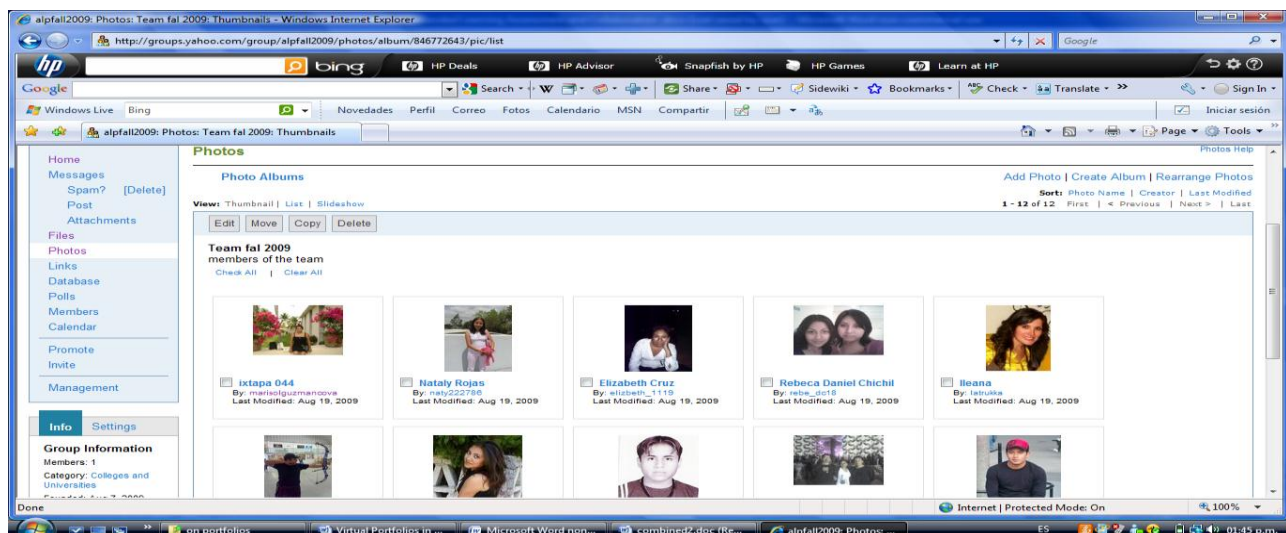 alpfall2009: Photos: Team fal 2009: Thumbnails - Windows Internet Explorer
http://groups.yahoo.com/group/alpfall2009/photos/album/846772643/pic/list Google
hp bing HP Deals HP Advisor Snapfish by HP HP Games Learn at HP
Google Search W Share Sidewiki Bookmarks Check Translate Sign In
Windows Live Bing Novedades Perfil Correo Fotos Calendario MSN Compartir Iniciar sesión
alpfall2009: Photos: Team fal 2009: Thumbnails Page Tools
Home
Messages
Spam? [Delete]
Post
Attachments
Files
Photos
Links
Database
Polls
Members
Calendar
Promote
Invite
Management
Info Settings
Group Information
Members: 1
Category: Colleges and
Universities
Photos Photos Help
Photo Albums Add Photo | Create Album | Rearrange Photos
Sort: Photo Name | Creator | Last Modified
View: Thumbnail | List | Slideshow 1 - 12 of 12 First | < Previous | Next > | Last
Edit Move Copy Delete
Team fal 2009
members of the team
Check All | Clear All
ixtapa 044
By: marisolguzmancova
Last Modified: Aug 19, 2009
Nataly Rojas
By: naty222786
Last Modified: Aug 19, 2009
Elizabeth Cruz
By: elizbeth_1119
Last Modified: Aug 19, 2009
Rebeca Daniel Chichil
By: rebe_dc18
Last Modified: Aug 19, 2009
Ileana
By: latrukka
Last Modified: Aug 19, 2009
Done Internet | Protected Mode: On 100%
on portfolios Virtual Portfolios in ... Microsoft Word non... combined2.doc (Re... alpfall2009: Photos: ... ES 01:45 p.m.